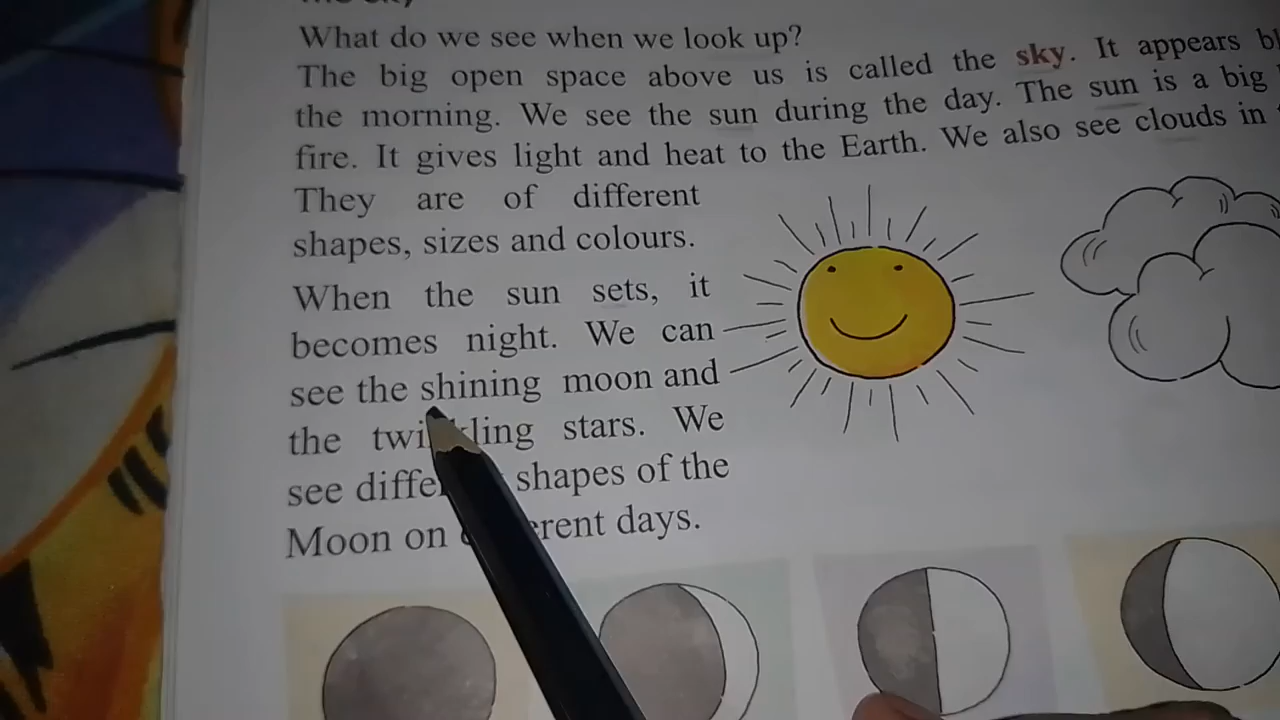 What do we see when we look up?
The big open space above us is called the sky. It appears
the morning. We see the sun during the day. The sun is a big
fire. It gives light and heat to the Earth. We also see clouds in
They are of different
shapes, sizes and colours.
When the sun sets, it
becomes night. We can
see the shining moon and
the twinkling stars. We
see different shapes of the
Moon on different days.